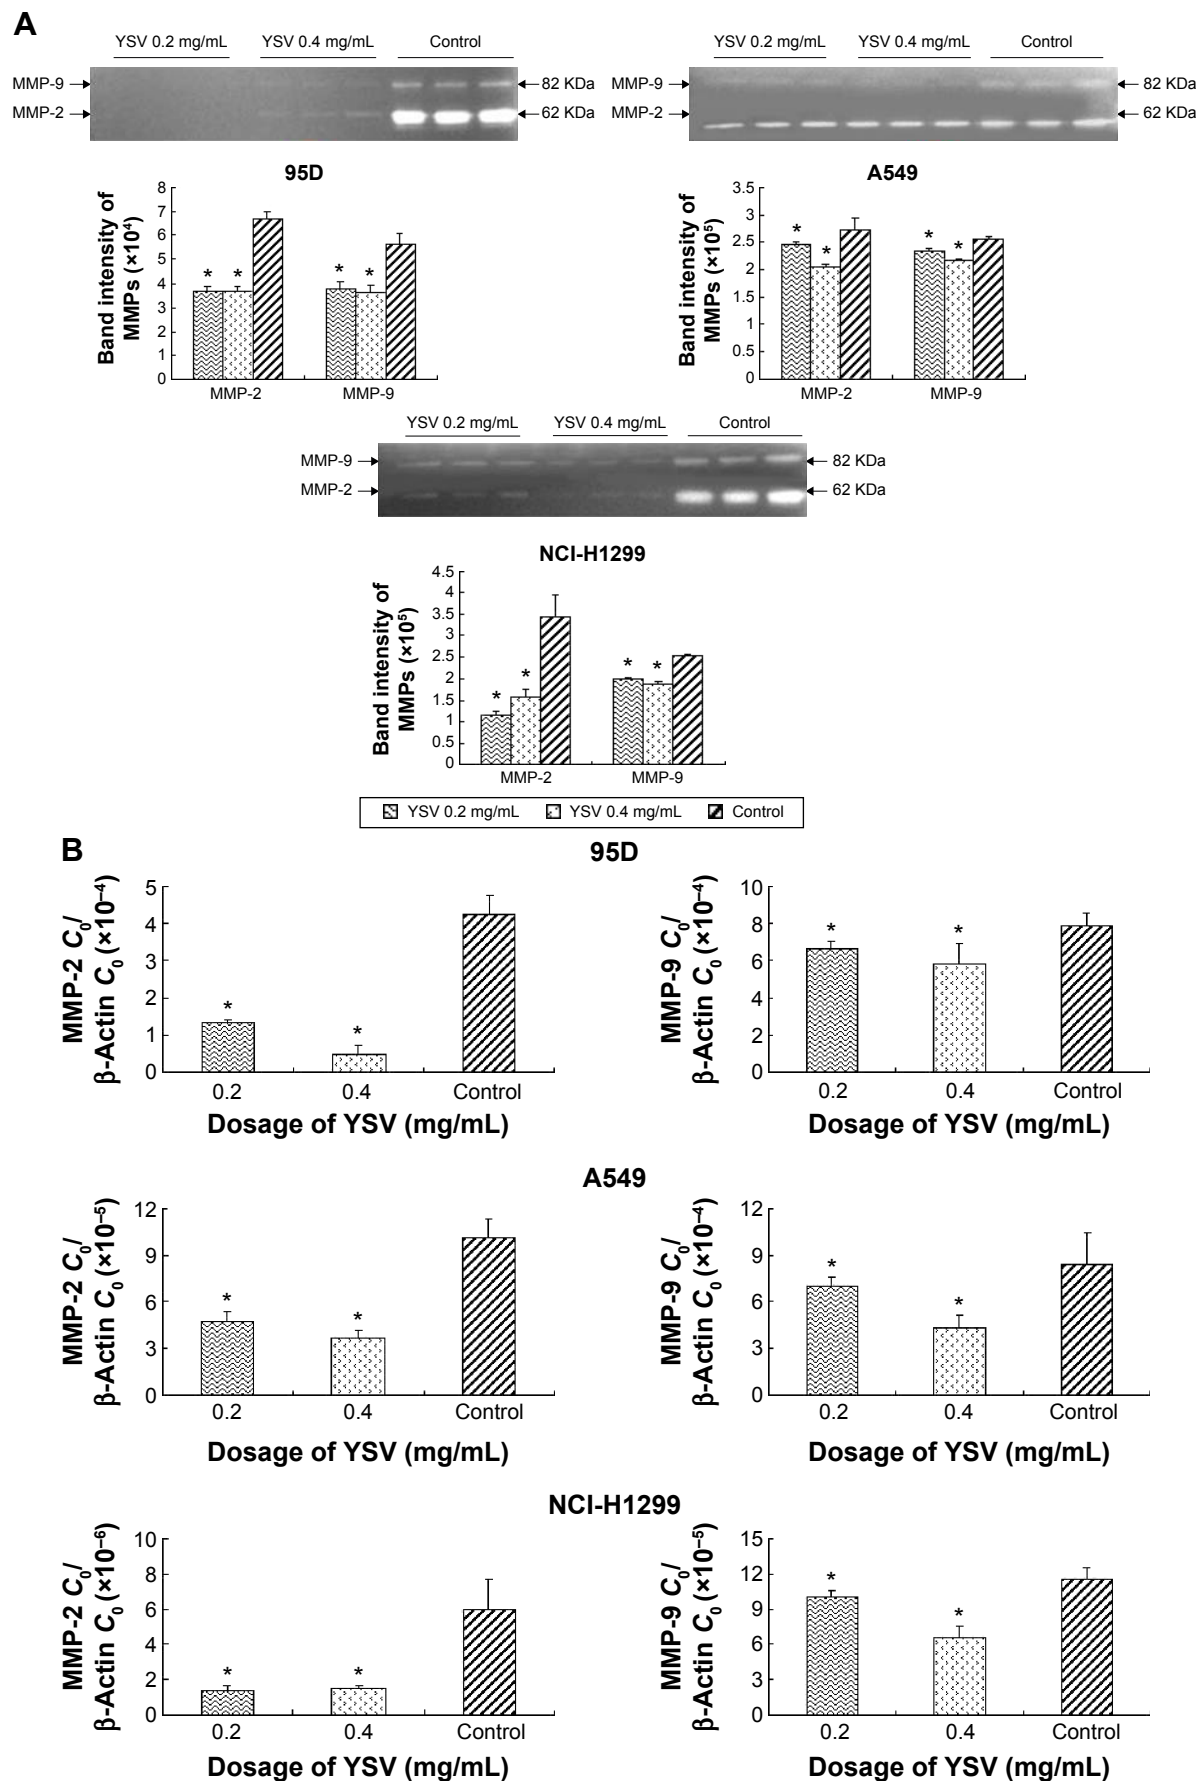 A
YSV 0.2 mg/mL YSV 0.4 mg/mL Control
MMP-9 82 KDa
MMP-2 62 KDa
95D
Band intensity of
MMPs (×10⁴)
8
7
6
5
4
3
2
1
0
* * * *
MMP-2 MMP-9
YSV 0.2 mg/mL YSV 0.4 mg/mL Control
MMP-9 82 KDa
MMP-2 62 KDa
A549
Band intensity of
MMPs (×10⁵)
3.5
3
2.5
2
1.5
1
0.5
0
* * * *
MMP-2 MMP-9
YSV 0.2 mg/mL YSV 0.4 mg/mL Control
MMP-9 82 KDa
MMP-2 62 KDa
NCI-H1299
Band intensity of
MMPs (×10⁵)
4.5
4
3.5
3
2.5
2
1.5
1
0.5
0
* * * *
MMP-2 MMP-9
YSV 0.2 mg/mL YSV 0.4 mg/mL Control
B
95D
MMP-2 C₀/
β-Actin C₀ (×10⁻⁴)
5
4
3
2
1
0
* *
0.2 0.4 Control
Dosage of YSV (mg/mL)
MMP-9 C₀/
β-Actin C₀ (×10⁻⁴)
10
8
6
4
2
0
* *
0.2 0.4 Control
Dosage of YSV (mg/mL)
A549
MMP-2 C₀/
β-Actin C₀ (×10⁻⁵)
12
9
6
3
0
* *
0.2 0.4 Control
Dosage of YSV (mg/mL)
MMP-9 C₀/
β-Actin C₀ (×10⁻⁴)
12
9
6
3
0
* *
0.2 0.4 Control
Dosage of YSV (mg/mL)
NCI-H1299
MMP-2 C₀/
β-Actin C₀ (×10⁻⁶)
10
8
6
4
2
0
* *
0.2 0.4 Control
Dosage of YSV (mg/mL)
MMP-9 C₀/
β-Actin C₀ (×10⁻⁵)
15
12
9
6
3
0
* *
0.2 0.4 Control
Dosage of YSV (mg/mL)